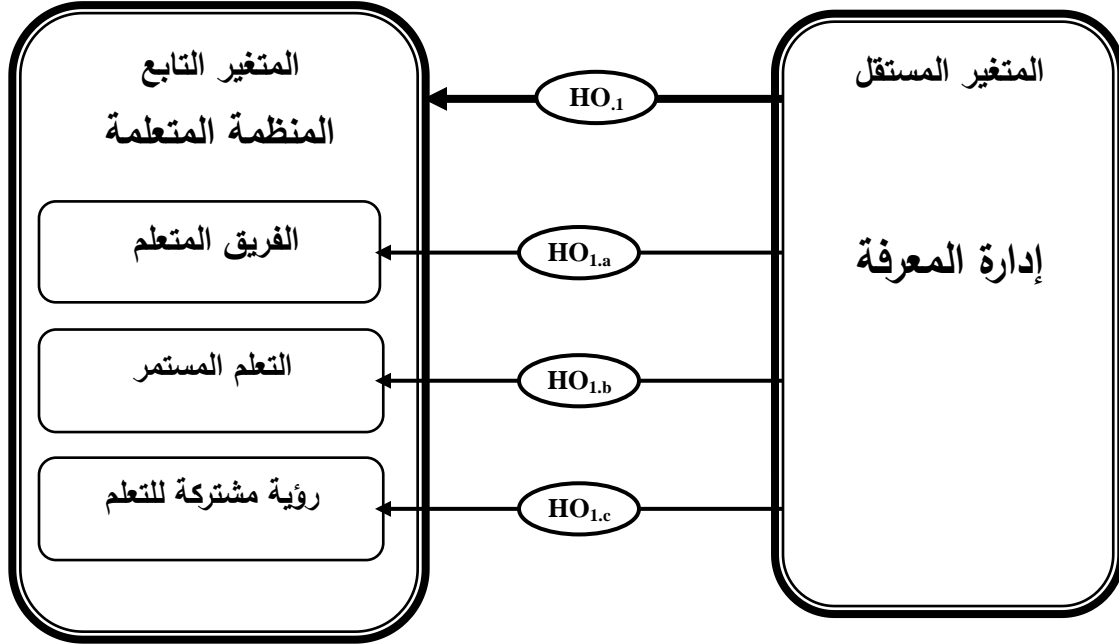 المتغير المستقل
إدارة المعرفة
HO.1
HO1.a
HO1.b
HO1.c
المتغير التابع
المنظمة المتعلمة
الفريق المتعلم
التعلم المستمر
رؤية مشتركة للتعلم